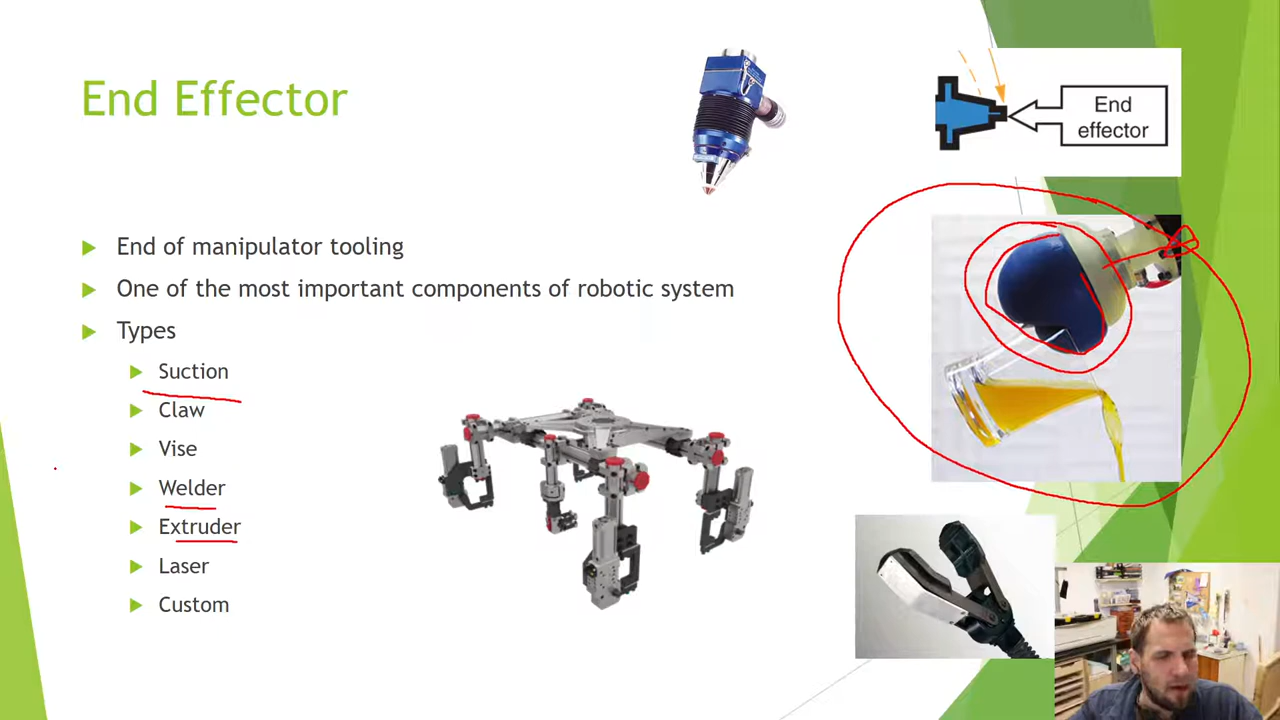 End Effector
End
effector
End of manipulator tooling
One of the most important components of robotic system
Types
Suction
Claw
Vise
Welder
Extruder
Laser
Custom